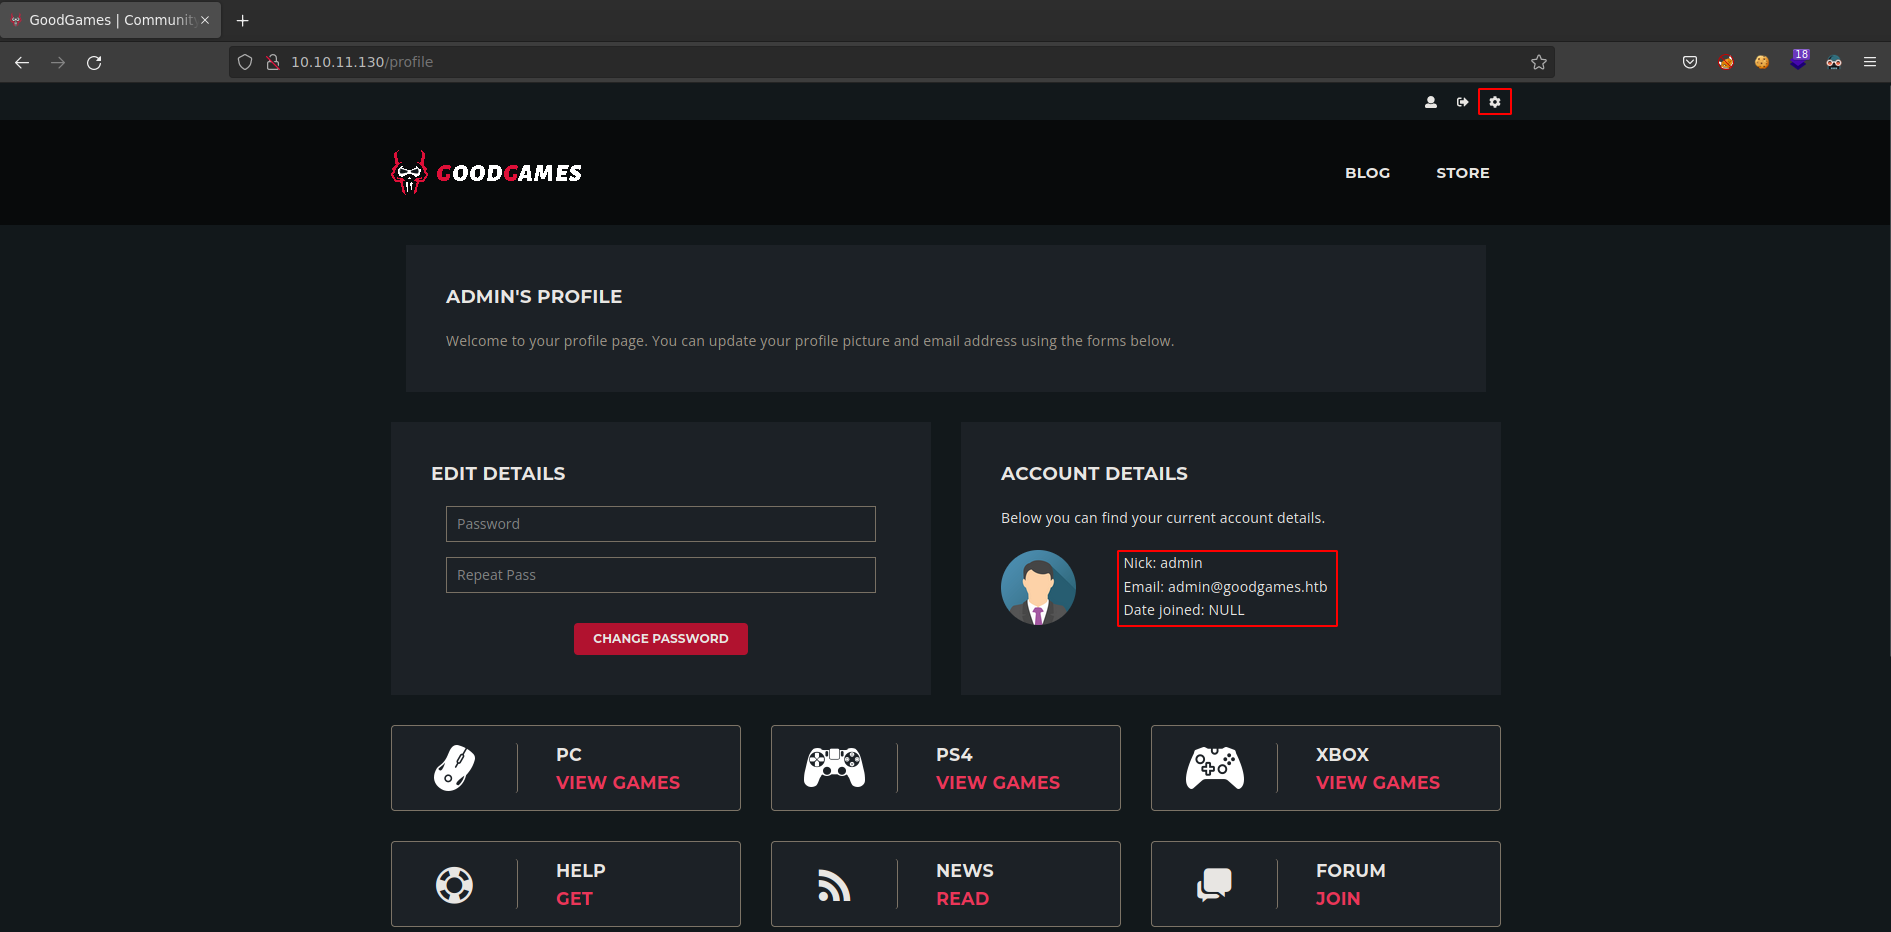 GoodGames | Communit
10.10.11.130/profile
18
GOODGAMES
BLOG
STORE
ADMIN'S PROFILE
Welcome to your profile page. You can update your profile picture and email address using the forms below.
EDIT DETAILS
Password
Repeat Pass
CHANGE PASSWORD
ACCOUNT DETAILS
Below you can find your current account details.
Nick: admin
Email: admin@goodgames.htb
Date joined: NULL
PC
VIEW GAMES
PS4
VIEW GAMES
XBOX
VIEW GAMES
HELP
GET
NEWS
READ
FORUM
JOIN